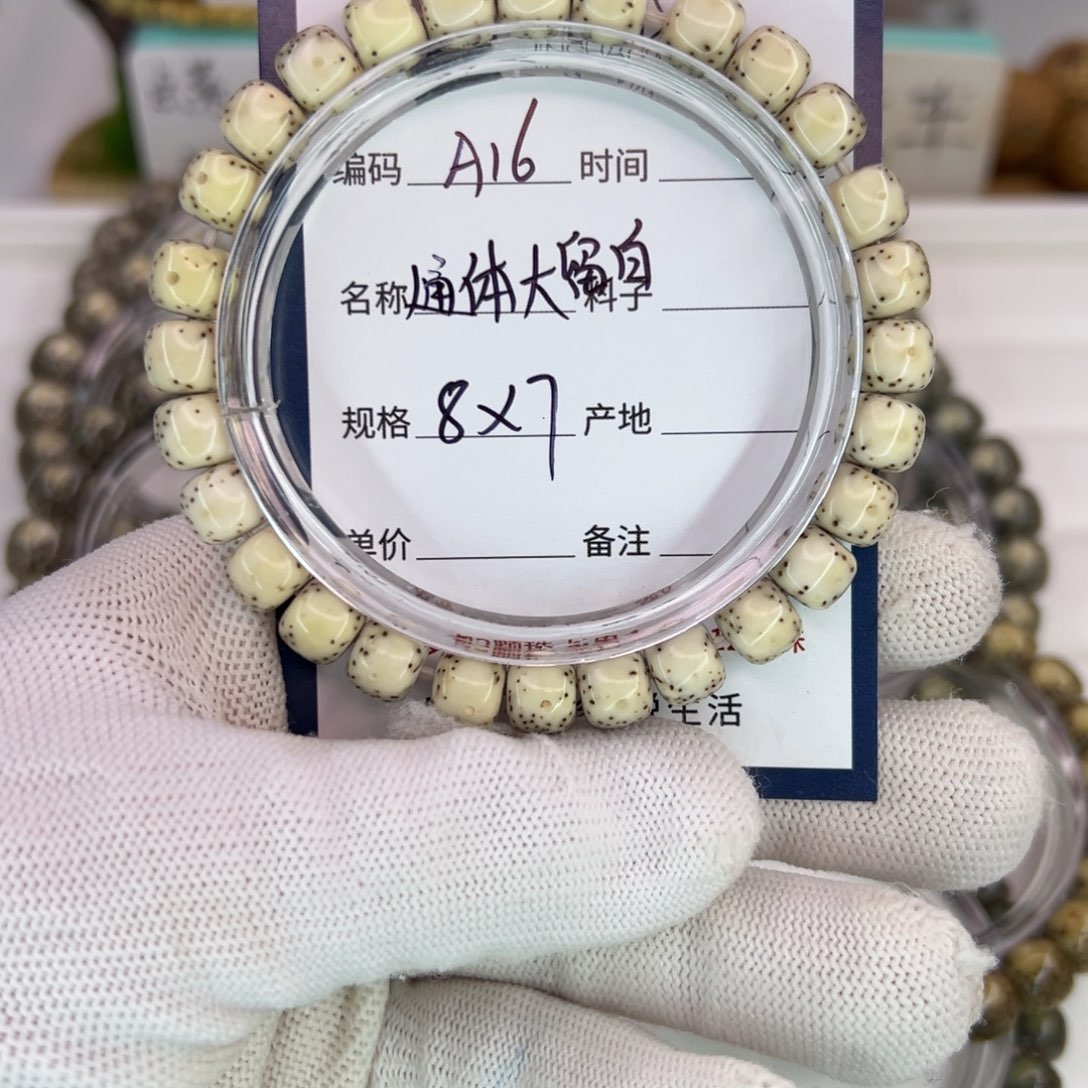 编码 A16 时间
名称 通体大留白 料子
规格 8×7 产地
单价 备注
生活